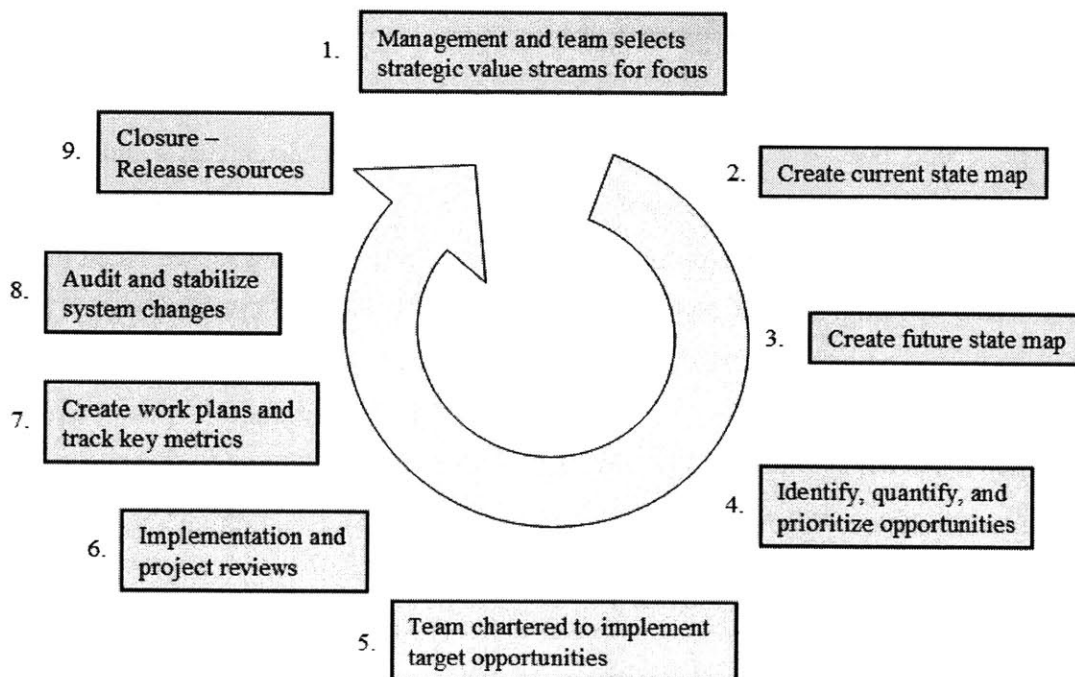 1. Management and team selects
strategic value streams for focus
2. Create current state map
3. Create future state map
4. Identify, quantify, and
prioritize opportunities
5. Team chartered to implement
target opportunities
6. Implementation and
project reviews
7. Create work plans and
track key metrics
8. Audit and stabilize
system changes
9. Closure –
Release resources